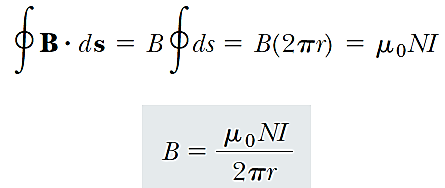 ∮ B · ds = B ∮ ds = B(2πr) = μ₀NI
B = μ₀NI / 2πr